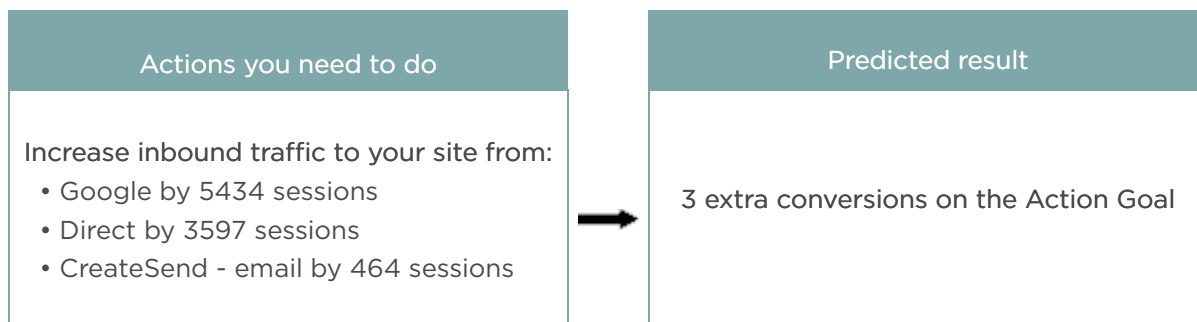 Actions you need to do
Increase inbound traffic to your site from:
• Google by 5434 sessions
• Direct by 3597 sessions
• CreateSend - email by 464 sessions
Predicted result
3 extra conversions on the Action Goal